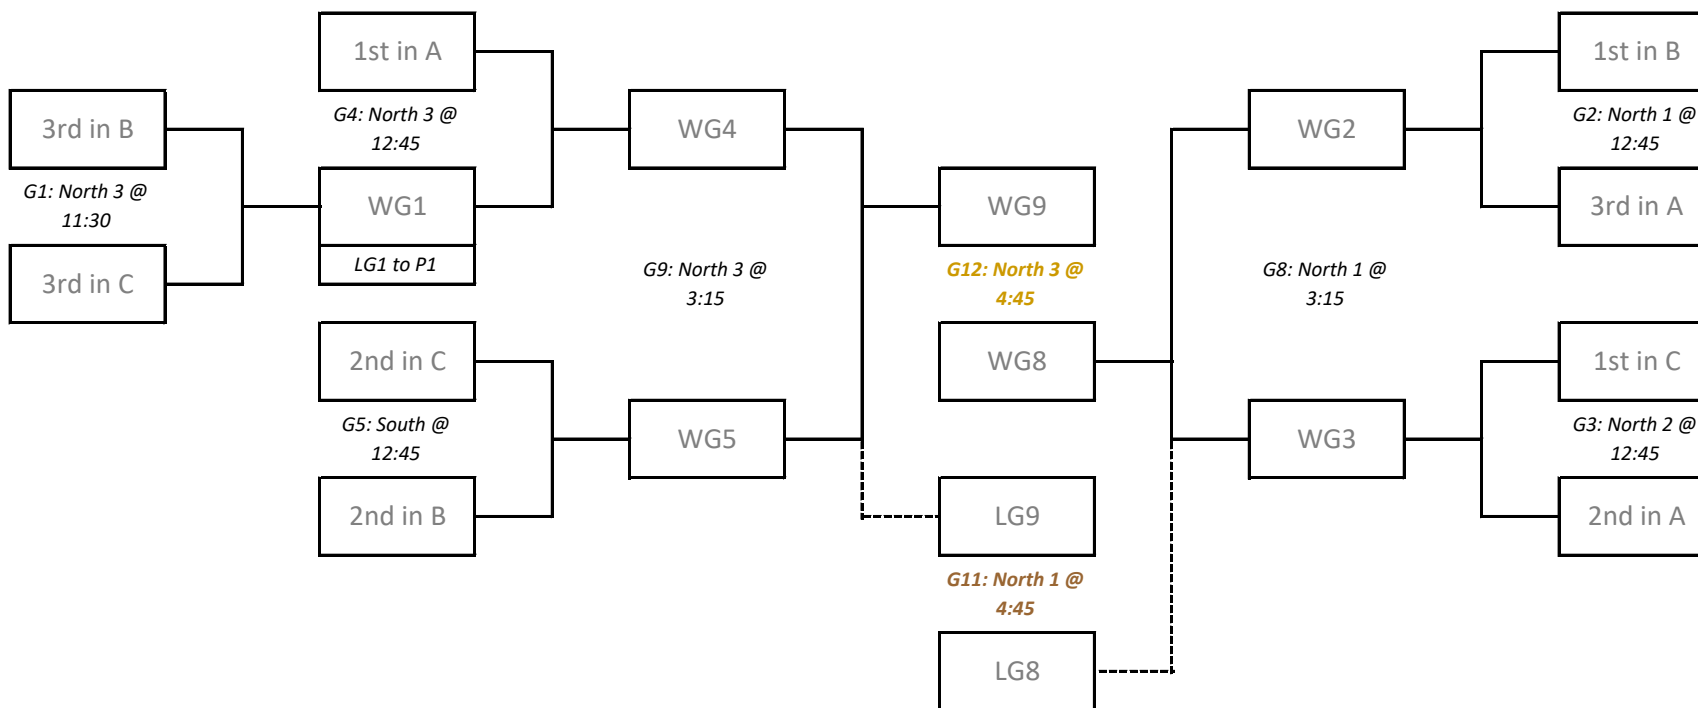 1st in A
1st in B
3rd in B
G4: North 3 @
12:45
WG4
WG2
G2: North 1 @
12:45
G1: North 3 @
11:30
WG1
WG9
3rd in A
3rd in C
LG1 to P1
G9: North 3 @
3:15
G12: North 3 @
4:45
G8: North 1 @
3:15
2nd in C
WG8
1st in C
G5: South @
12:45
WG5
WG3
G3: North 2 @
12:45
2nd in B
LG9
2nd in A
G11: North 1 @
4:45
LG8